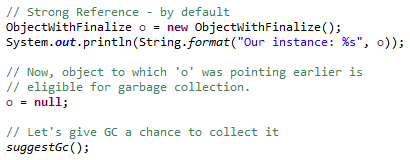 // Strong Reference - by default
ObjectWithFinalize o = new ObjectWithFinalize();
System.out.println(String.format("Our instance: %s", o));
// Now, object to which 'o' was pointing earlier is
// eligible for garbage collection.
o = null;
// Let's give GC a chance to collect it
suggestGc();